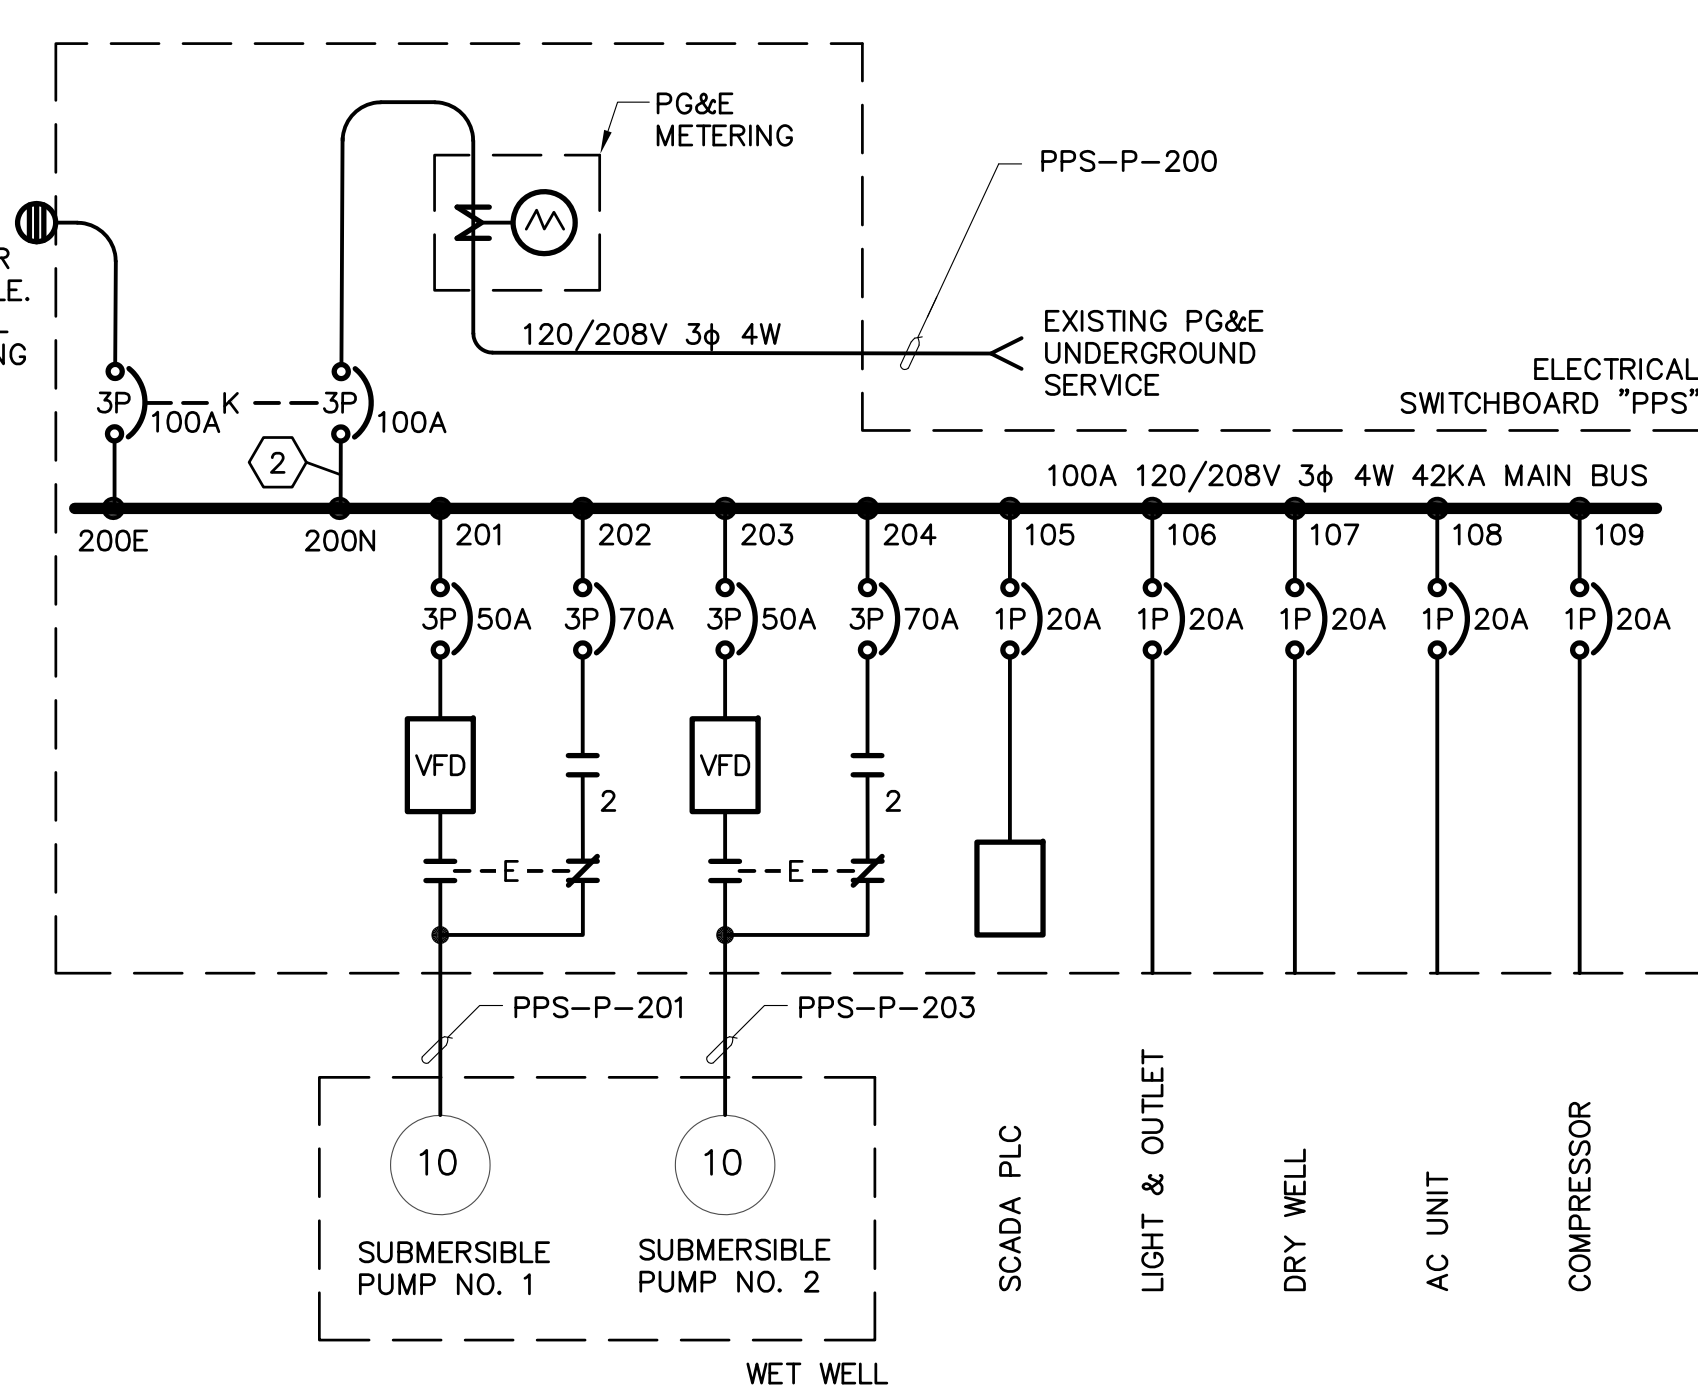 PG&E
METERING
PPS-P-200
R
LE.
NG
120/208V 3ϕ 4W
EXISTING PG&E
UNDERGROUND
SERVICE
ELECTRICAL
SWITCHBOARD "PPS"
3P 100A K 3P 100A
2
100A 120/208V 3ϕ 4W 42KA MAIN BUS
200E 200N 201 202 203 204 105 106 107 108 109
3P 50A 3P 70A 3P 50A 3P 70A 1P 20A 1P 20A 1P 20A 1P 20A 1P 20A
VFD VFD
2 2
E E
PPS-P-201 PPS-P-203
10 10
SUBMERSIBLE
PUMP NO. 1
SUBMERSIBLE
PUMP NO. 2
WET WELL
SCADA PLC
LIGHT & OUTLET
DRY WELL
AC UNIT
COMPRESSOR